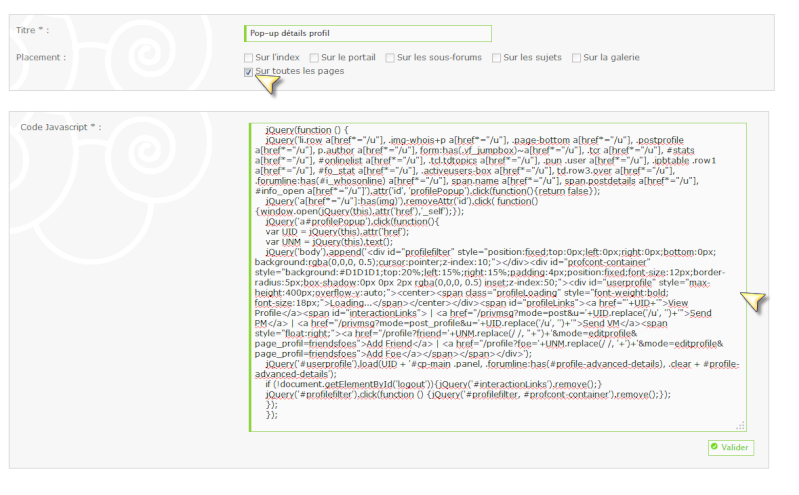 Titre * :
Pop-up détails profil
Placement :
Sur l'index Sur le portail Sur les sous-forums Sur les sujets Sur la galerie
Sur toutes les pages
Code Javascript * :
jQuery(function () {
jQuery('li.row a[href*="/u"], .img-whois+p a[href*="/u"], .page-bottom a[href*="/u"], .postprofile
a[href*="/u"], p.author a[href*="/u"], form:has(.vf_jumpbox)~a[href*="/u"], .tcr a[href*="/u"], #stats
a[href*="/u"], #onlinelist a[href*="/u"], .tcl.tdtopics a[href*="/u"], .pun .user a[href*="/u"], .ipbtable .row1
a[href*="/u"], #fo_stat a[href*="/u"], .activeusers-box a[href*="/u"], td.row3.over a[href*="/u"],
.forumline:has(#i_whosonline) a[href*="/u"], span.name a[href*="/u"], span.postdetails a[href*="/u"],
#info_open a[href*="/u"]').attr('id', 'profilePopup').click(function(){return false});
jQuery('a[href*="/u"]:has(img)').removeAttr('id').click( function()
{window.open(jQuery(this).attr('href'),'_self');});
jQuery('a#profilePopup').click(function(){
var UID = jQuery(this).attr('href');
var UNM = jQuery(this).text();
jQuery('body').append('<div id="profilefilter" style="position:fixed;top:0px;left:0px;right:0px;bottom:0px;
background:rgba(0,0,0, 0.5);cursor:pointer;z-index:10;"></div><div id="profcont-container"
style="background:#D1D1D1;top:20%;left:15%;right:15%;padding:4px;position:fixed;font-size:12px;border-
radius:5px;box-shadow:0px 0px 2px rgba(0,0,0, 0.5) inset;z-index:50;"><div id="userprofile" style="max-
height:400px;overflow-y:auto;"><center><span class="profileLoading" style="font-weight:bold;
font-size:18px;">Loading...</span></center></div><span id="profileLinks"><a href="'+UID+'">View
Profile</a><span id="interactionLinks"> | <a href="/privmsg?mode=post&u='+UID.replace('/u', '')+'">Send
PM</a> | <a href="/privmsg?mode=post_profile&u='+UID.replace('/u', '')+'">Send VM</a><span
style="float:right;"><a href="/profile?friend='+UNM.replace(/ /, "+")+'&mode=editprofile&
page_profil=friendsfoes">Add Friend</a> | <a href="/profile?foe='+UNM.replace(/ /, '+')+'&mode=editprofile&
page_profil=friendsfoes">Add Foe</a></span></span></div>');
jQuery('#userprofile').load(UID + '#cp-main .panel, .forumline:has(#profile-advanced-details), .clear + #profile-
advanced-details');
if (!document.getElementById('logout')){jQuery('#interactionLinks').remove();}
jQuery('#profilefilter').click(function () {jQuery('#profilefilter, #profcont-container').remove();});
});
});
Valider